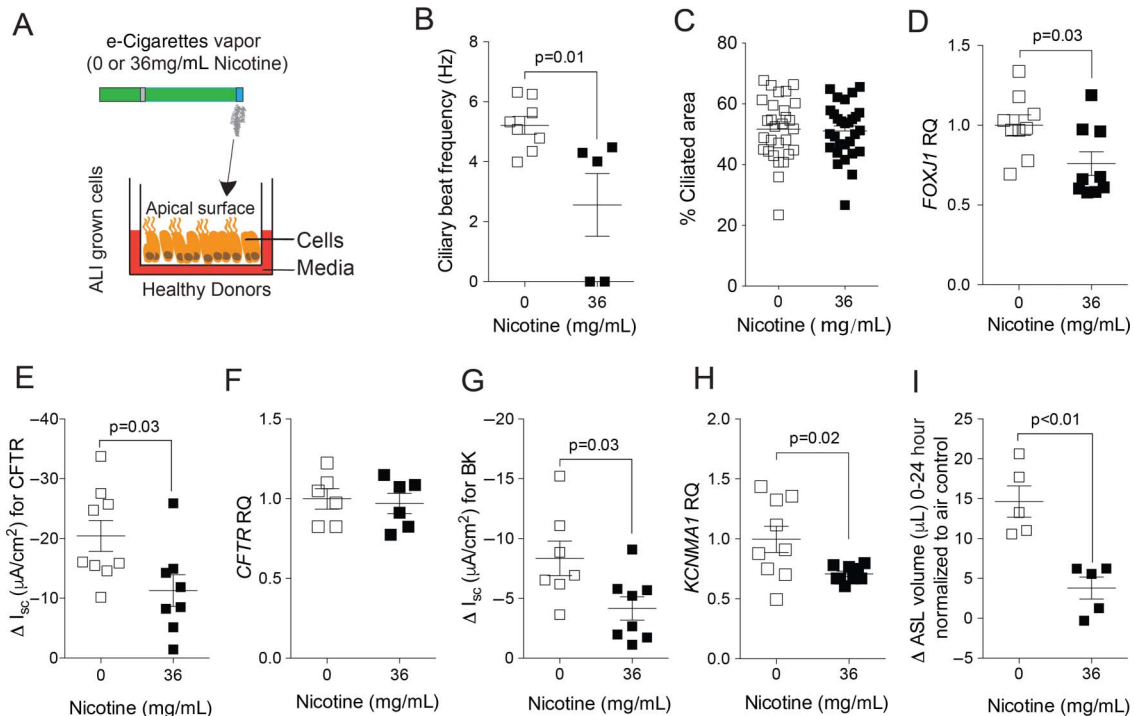 A
e-Cigarettes vapor
(0 or 36mg/mL Nicotine)
ALI grown cells
Apical surface
Cells
Media
Healthy Donors
B
Ciliary beat frequency (Hz)
8
6
4
2
0
p=0.01
0
36
Nicotine (mg/mL)
C
% Ciliated area
80
60
40
20
0
0
36
Nicotine ( mg/mL)
D
FOXJ1 RQ
1.5
1.0
0.5
0.0
p=0.03
0
36
Nicotine (mg/mL)
E
Δ Isc (μA/cm²) for CFTR
–40
–30
–20
–10
0
p=0.03
0
36
Nicotine (mg/mL)
F
CFTR RQ
1.5
1.0
0.5
0.0
0
36
Nicotine (mg/mL)
G
Δ Isc (μA/cm²) for BK
–20
–15
–10
–5
0
p=0.03
0
36
Nicotine (mg/mL)
H
KCNMA1 RQ
2.0
1.5
1.0
0.5
0.0
p=0.02
0
36
Nicotine (mg/mL)
I
Δ ASL volume (μL) 0-24 hour
normalized to air control
25
20
15
10
5
0
–5
p<0.01
0
36
Nicotine (mg/mL)